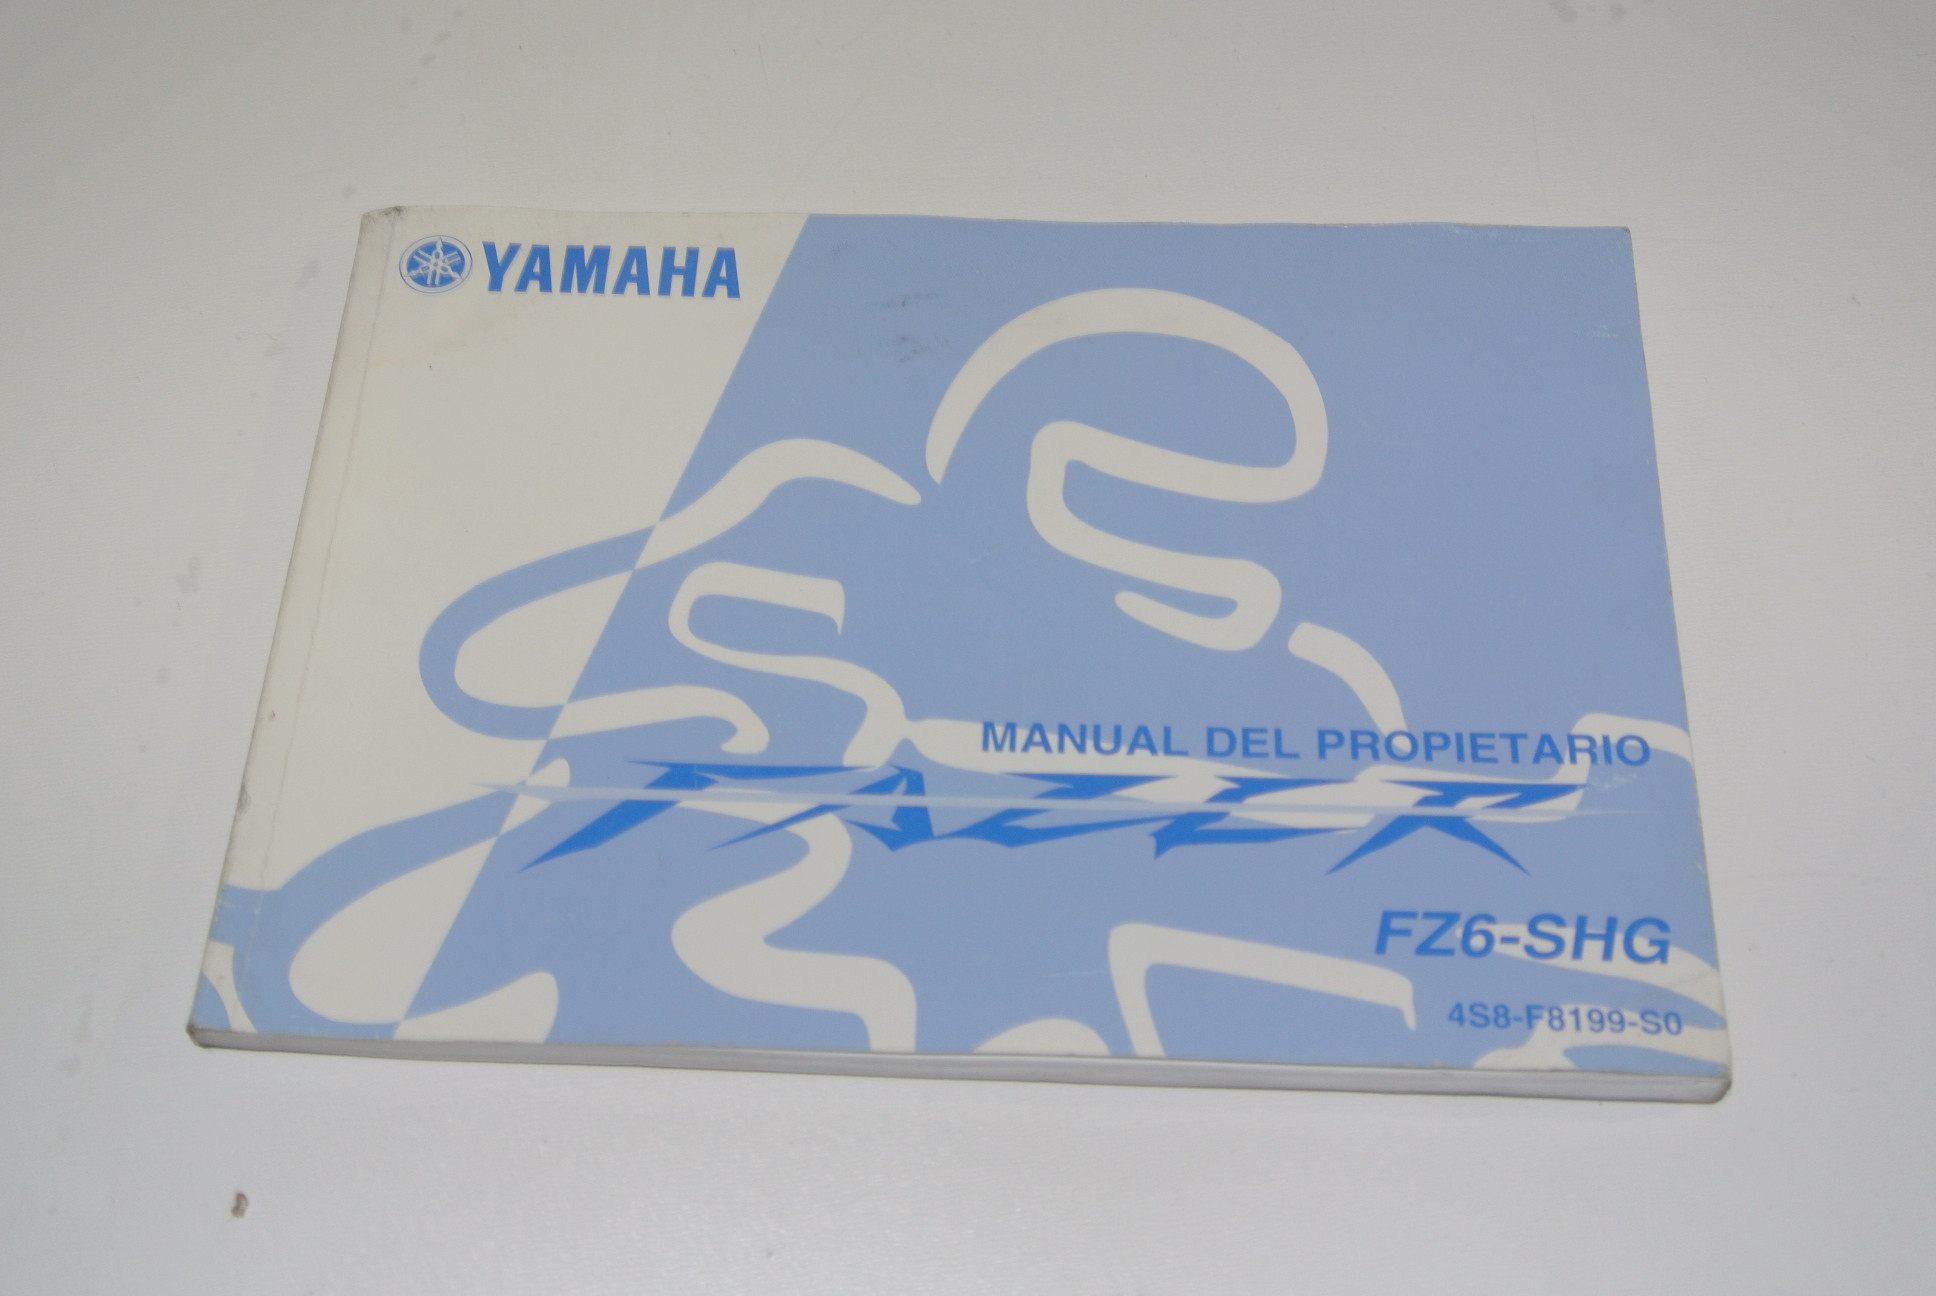 YAMAHA
MANUAL DEL PROPIETARIO
FAZER
FZ6-SHG
4S8-F8199-S0